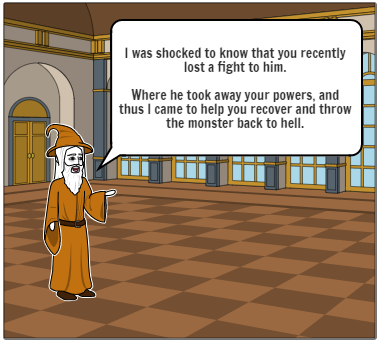 I was shocked to know that you recently
lost a fight to him.
Where he took away your powers, and
thus I came to help you recover and throw
the monster back to hell.